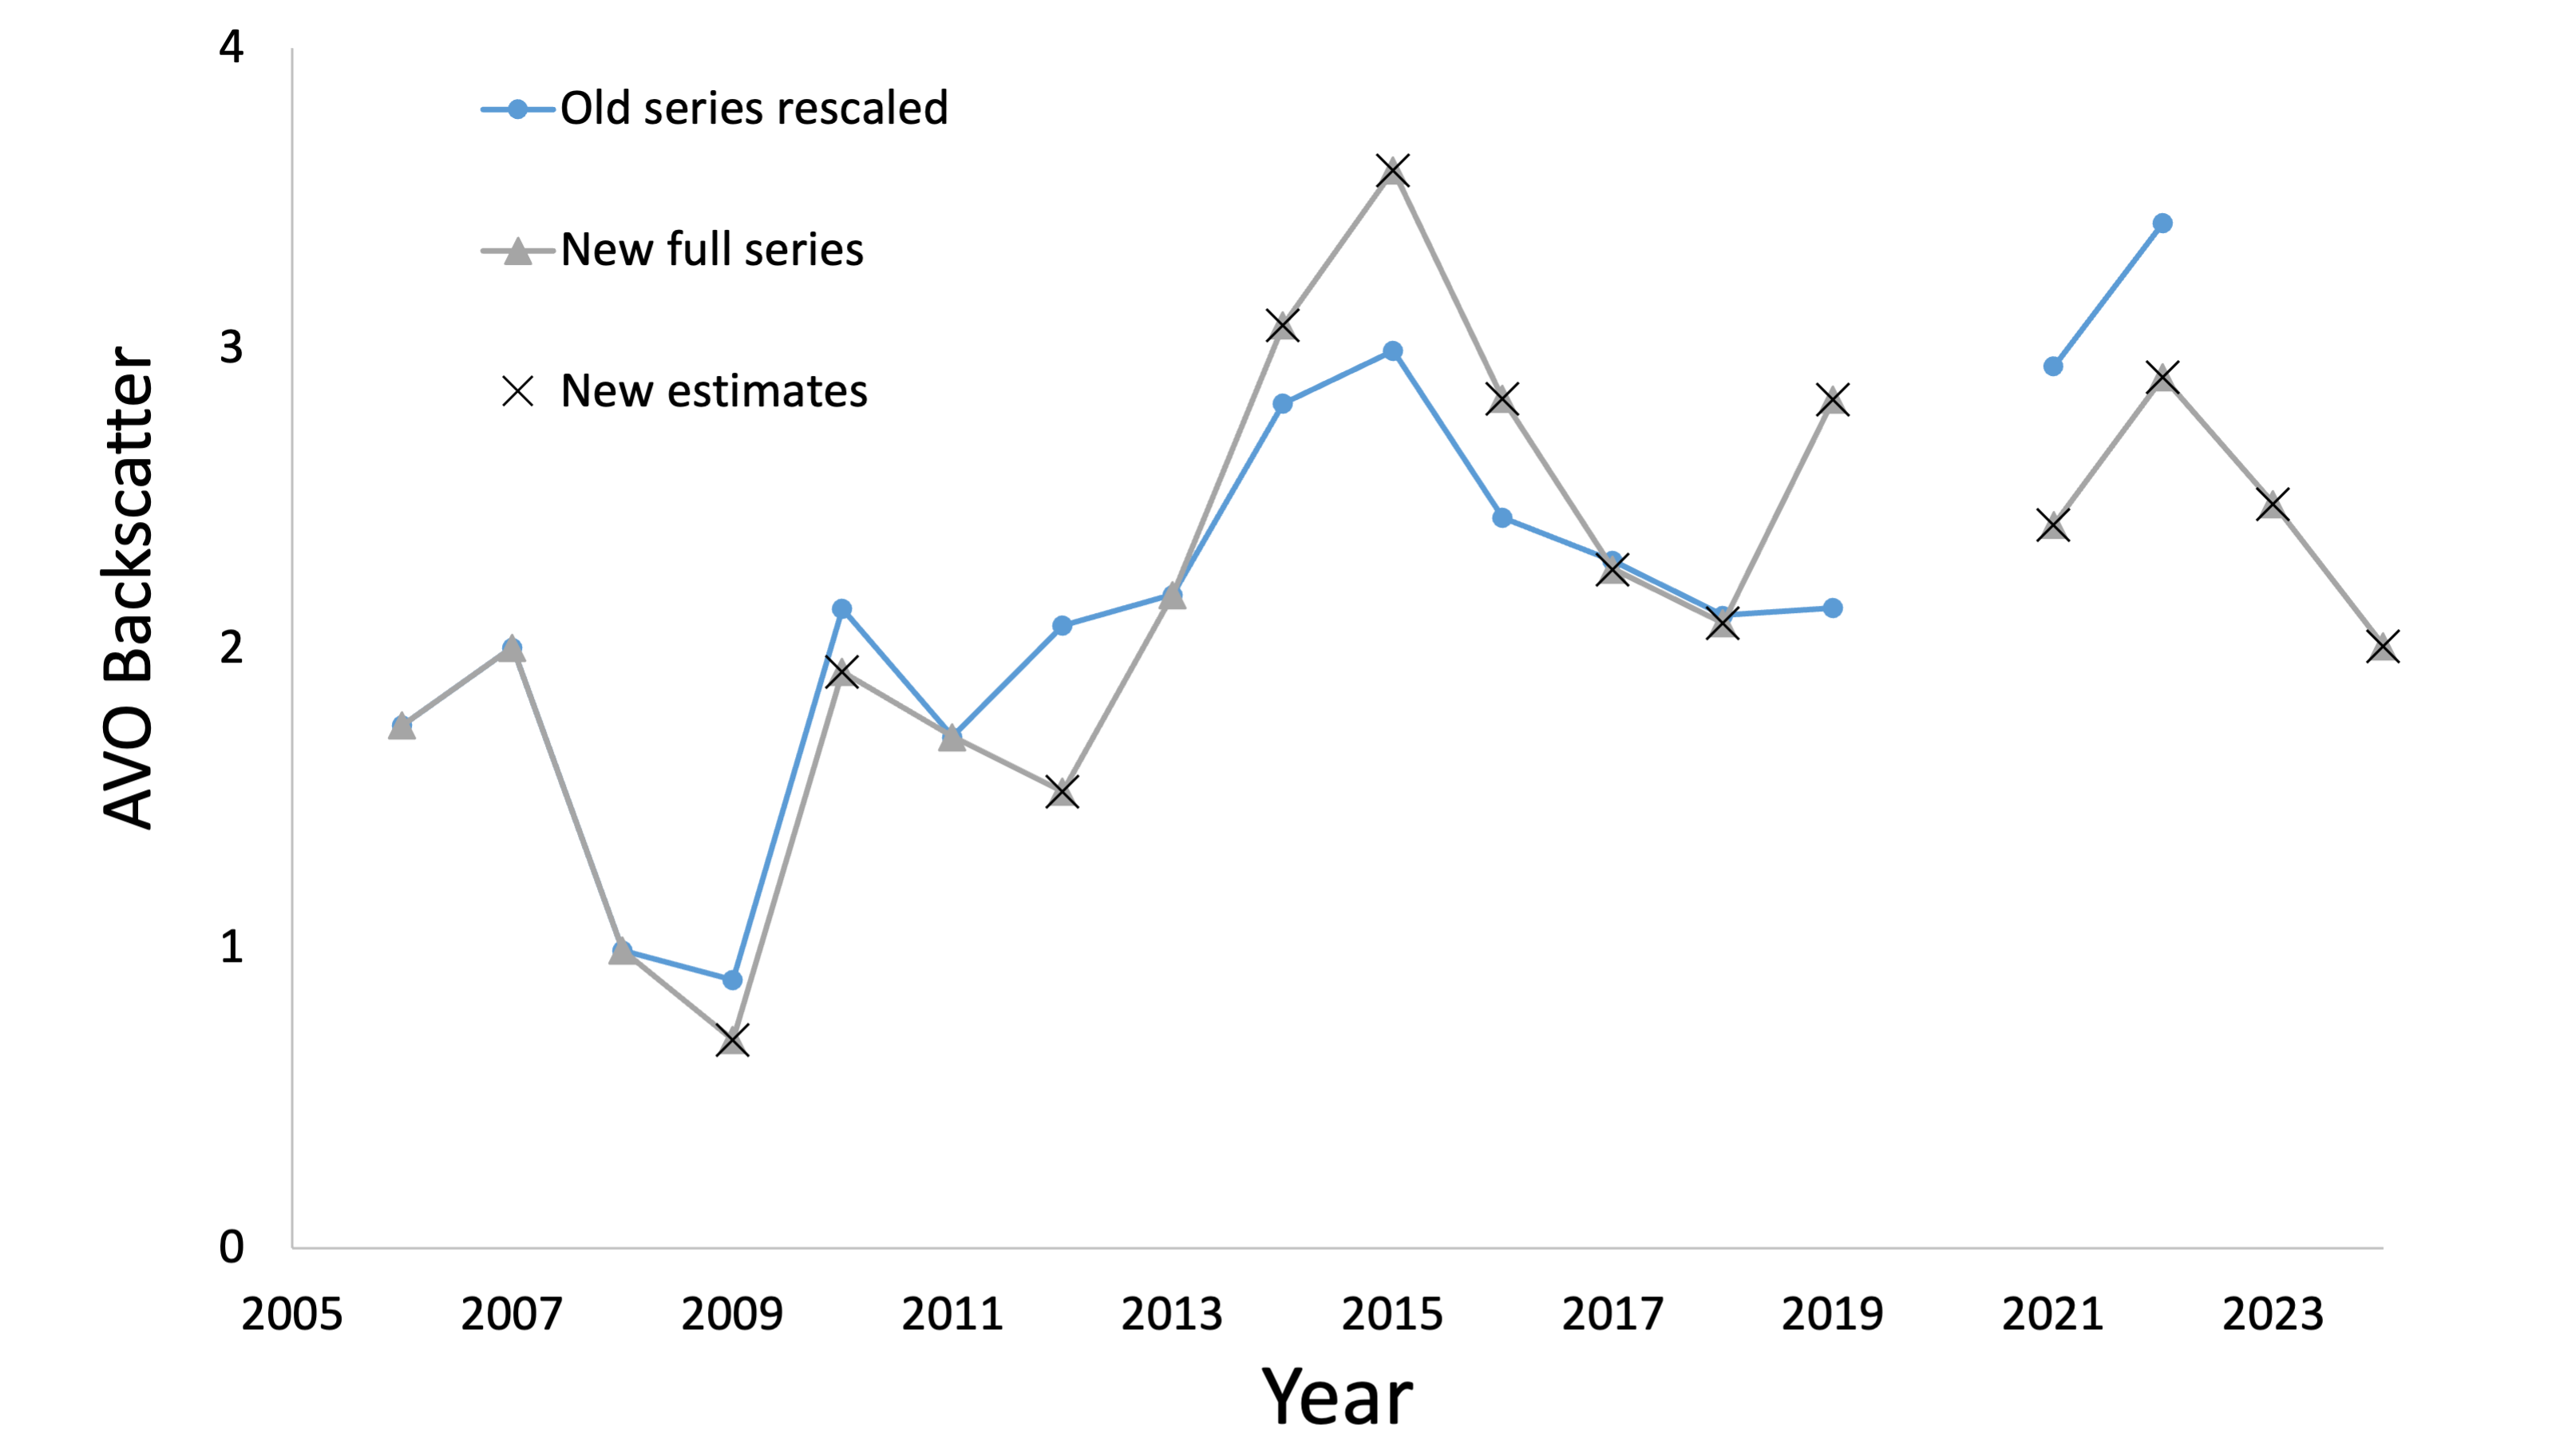 4
3
2
1
0
AVO Backscatter
Old series rescaled
New full series
New estimates
2005 2007 2009 2011 2013 2015 2017 2019 2021 2023
Year